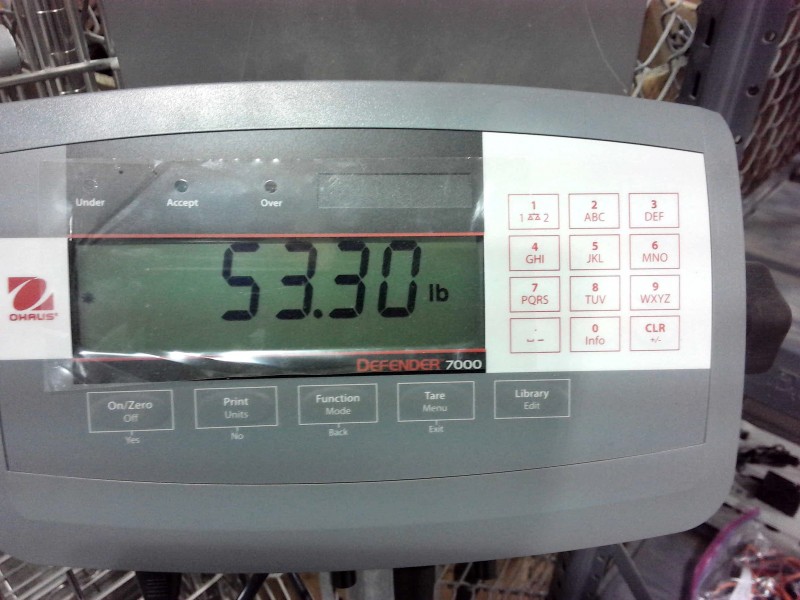 Under Accept Over
53.30 lb
OHAUS
DEFENDER 7000
1 2 3
1 2 ABC DEF
4 5 6
GHI JKL MNO
7 8 9
PQRS TUV WXYZ
0 CLR
Info +/-
On/Zero Print Function Tare Library
Off Units Mode Menu Edit
Yes No Back Exit